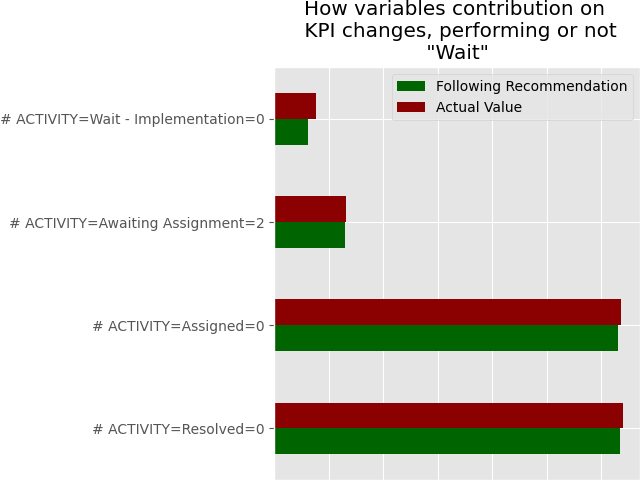 How variables contribution on
KPI changes, performing or not
"Wait"
Following Recommendation
Actual Value
# ACTIVITY=Wait - Implementation=0
# ACTIVITY=Awaiting Assignment=2
# ACTIVITY=Assigned=0
# ACTIVITY=Resolved=0